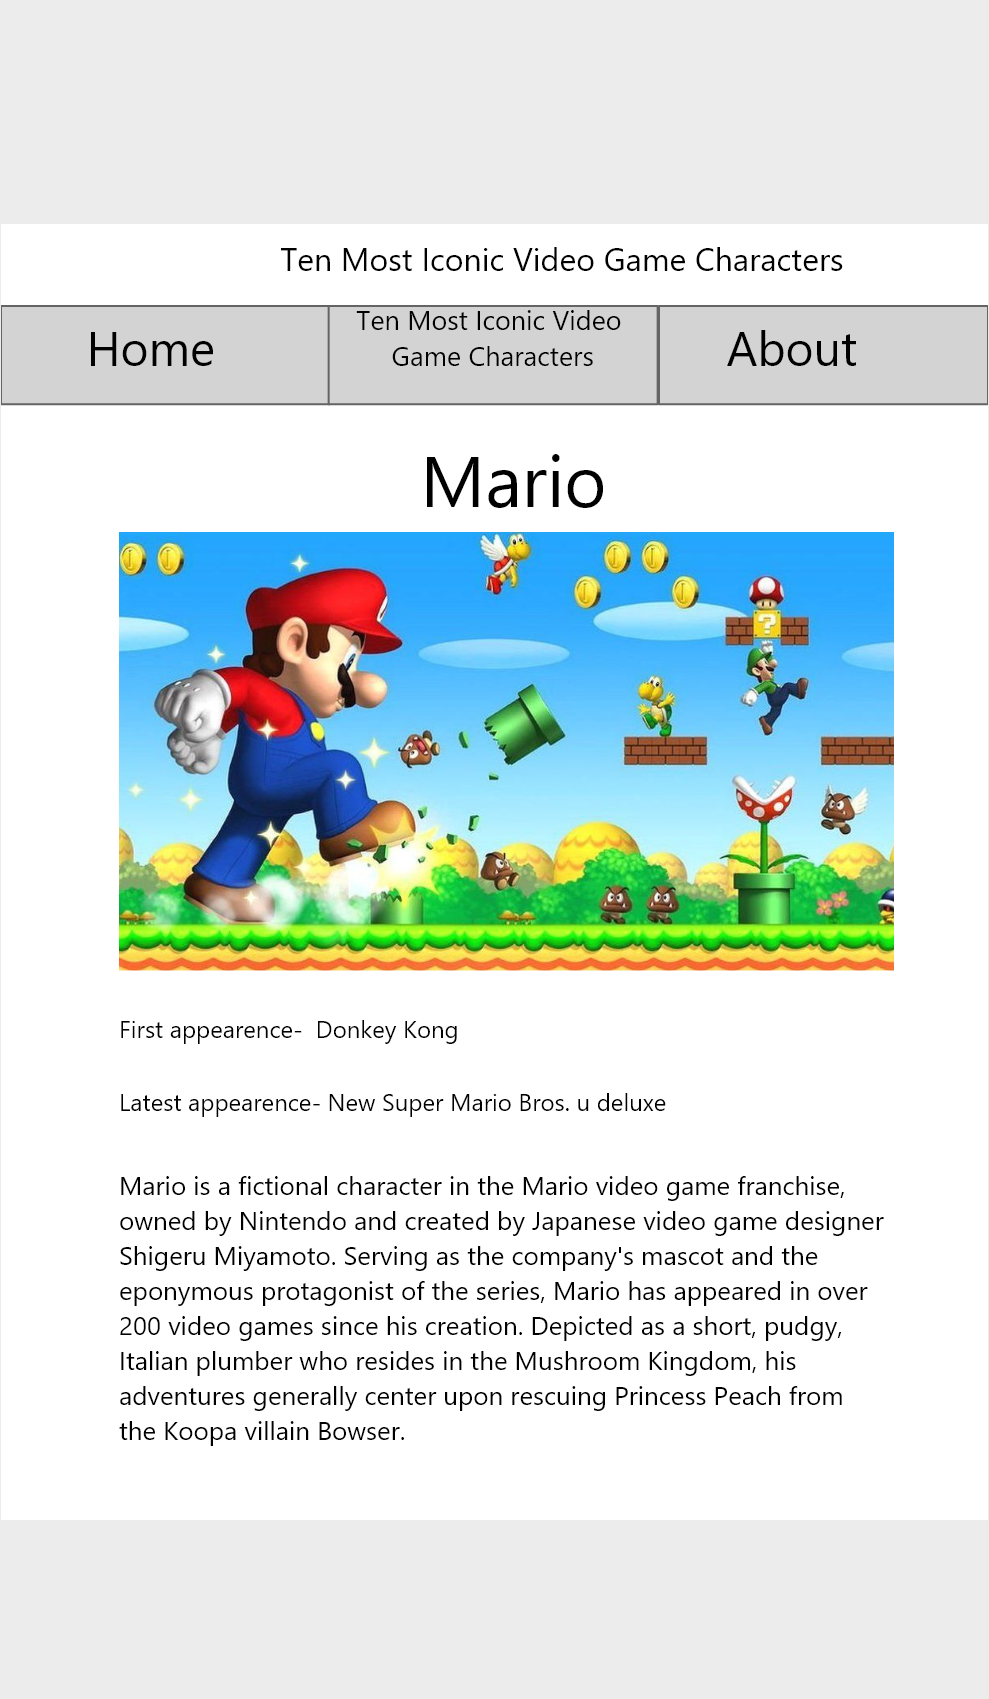 Ten Most Iconic Video Game Characters
Home
Ten Most Iconic Video
Game Characters
About
Mario
?
First appearence-  Donkey Kong
Latest appearence- New Super Mario Bros. u deluxe
Mario is a fictional character in the Mario video game franchise,
owned by Nintendo and created by Japanese video game designer
Shigeru Miyamoto. Serving as the company's mascot and the
eponymous protagonist of the series, Mario has appeared in over
200 video games since his creation. Depicted as a short, pudgy,
Italian plumber who resides in the Mushroom Kingdom, his
adventures generally center upon rescuing Princess Peach from
the Koopa villain Bowser.